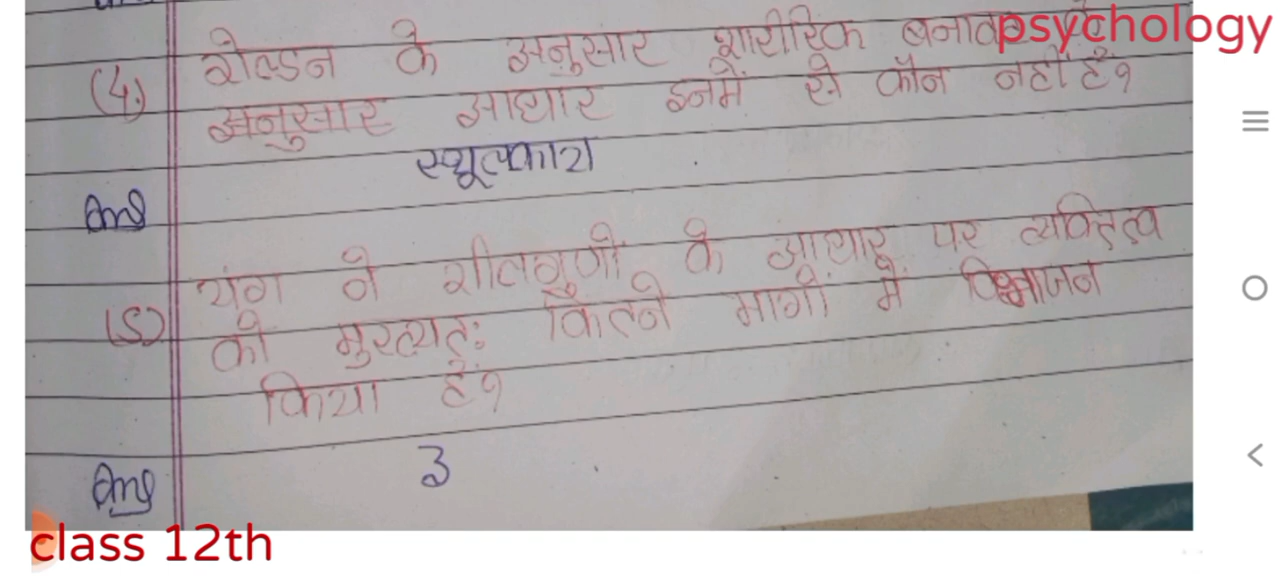 psychology
(4.) शेल्डन के अनुसार शारीरिक बनावट
अनुसार आधार इनमें से कौन नहीं है?
स्थूलकाय
Ans
यंग ने शीलगुणों के आधार पर व्यक्तित्व
(5) को मुख्यतः कितने भागों में विभाजन
किया है?
Ans 3
class 12th